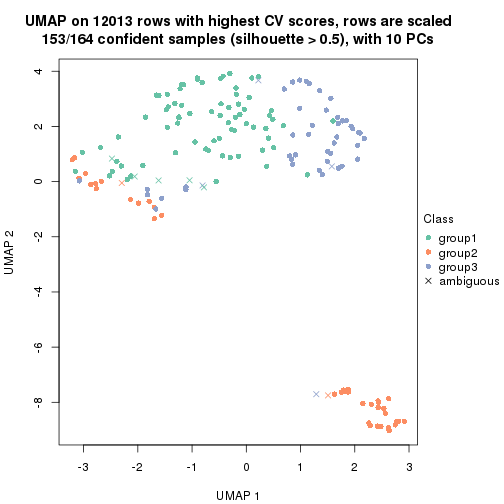 UMAP on 12013 rows with highest CV scores, rows are scaled
153/164 confident samples (silhouette > 0.5), with 10 PCs
4
2
0
-2
-4
-6
-8
UMAP 2
-3
-2
-1
0
1
2
3
UMAP 1
Class
group1
group2
group3
ambiguous